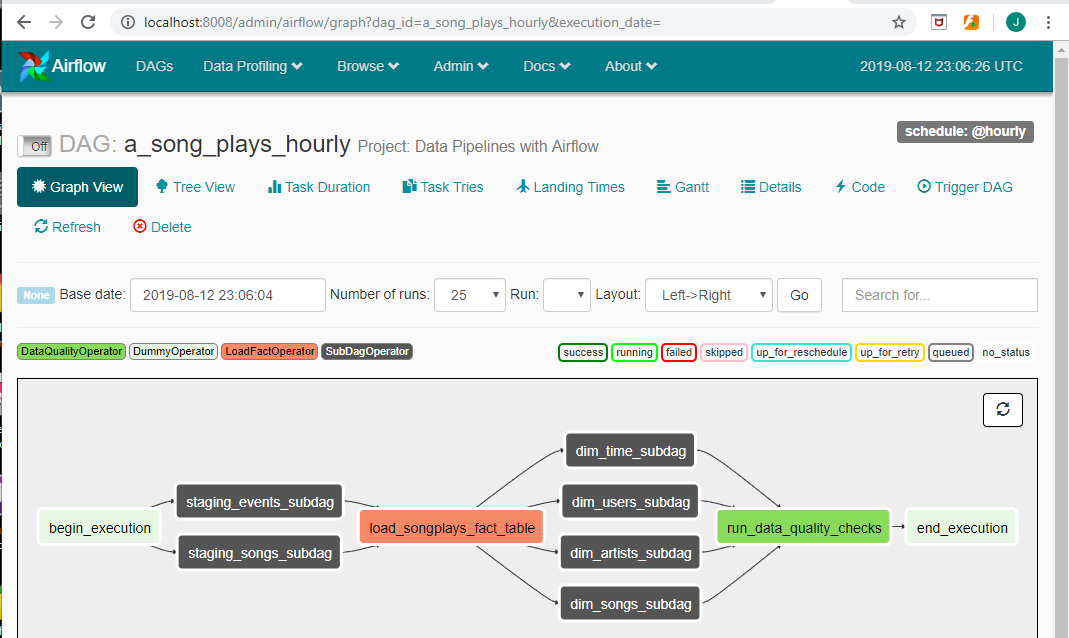 localhost:8008/admin/airflow/graph?dag_id=a_song_plays_hourly&execution_date=
J
Airflow DAGs Data Profiling Browse Admin Docs About 2019-08-12 23:06:26 UTC
schedule: @hourly
Off DAG: a_song_plays_hourly Project: Data Pipelines with Airflow
Graph View Tree View Task Duration Task Tries Landing Times Gantt Details Code Trigger DAG
Refresh Delete
None Base date: 2019-08-12 23:06:04 Number of runs: 25 Run: Layout: Left->Right Go Search for...
DataQualityOperator DummyOperator LoadFactOperator SubDagOperator success running failed skipped up_for_reschedule up_for_retry queued no_status
begin_execution
staging_events_subdag
staging_songs_subdag
load_songplays_fact_table
dim_time_subdag
dim_users_subdag
dim_artists_subdag
dim_songs_subdag
run_data_quality_checks
end_execution